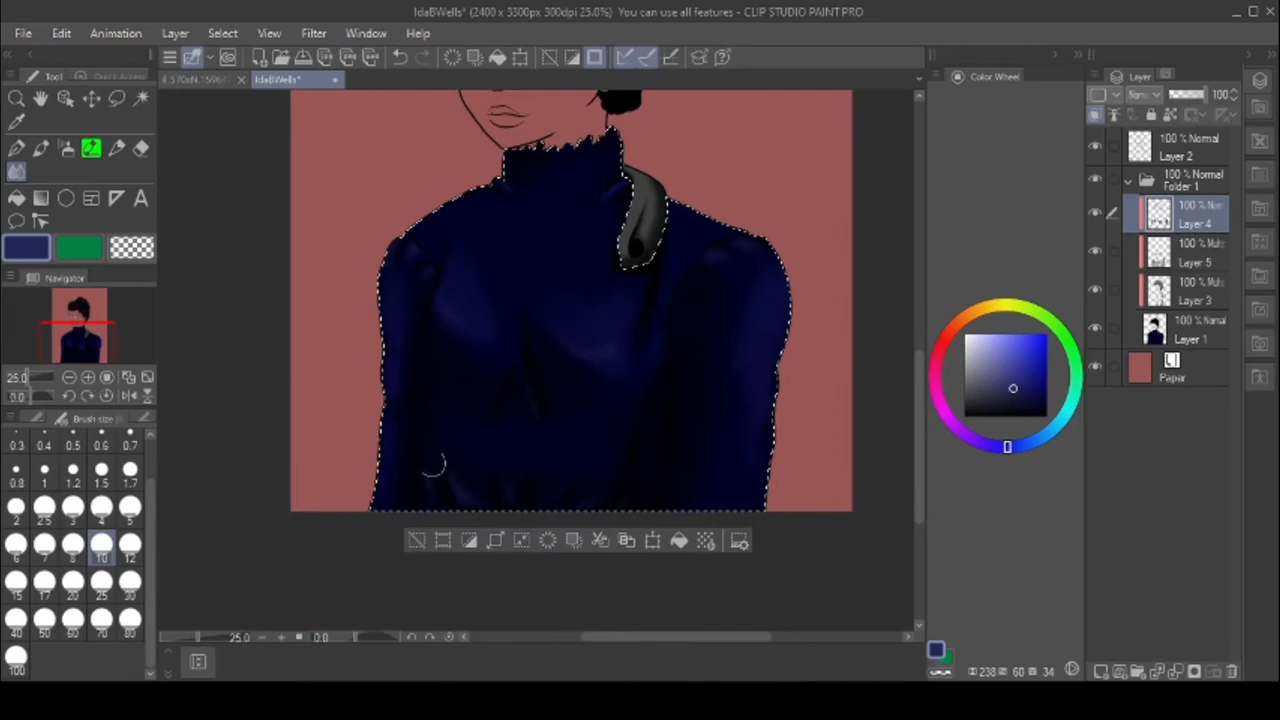 IdaBWells* (2400 x 3300px 300dpi 25.0%) You can use all features - CLIP STUDIO PAINT PRO
File Edit Animation Layer Select View Filter Window Help
Tool Quick Access
IdaBWells*
Color Wheel
Layer
100
100 % Normal
Layer 2
100 % Normal
Folder 1
Layer 4
Layer 5
Layer 3
100 % Normal
Layer 1
Paper
Navigator
25.0
0.0
Brush size
0.3 0.4 0.5 0.6 0.7
0.8 1 1.2 1.5 1.7
2 2.5 3 4 5
6 7 8 10 12
15 17 20 25 30
40 50 60 70 80
100
25.0 0.0
238 60 34